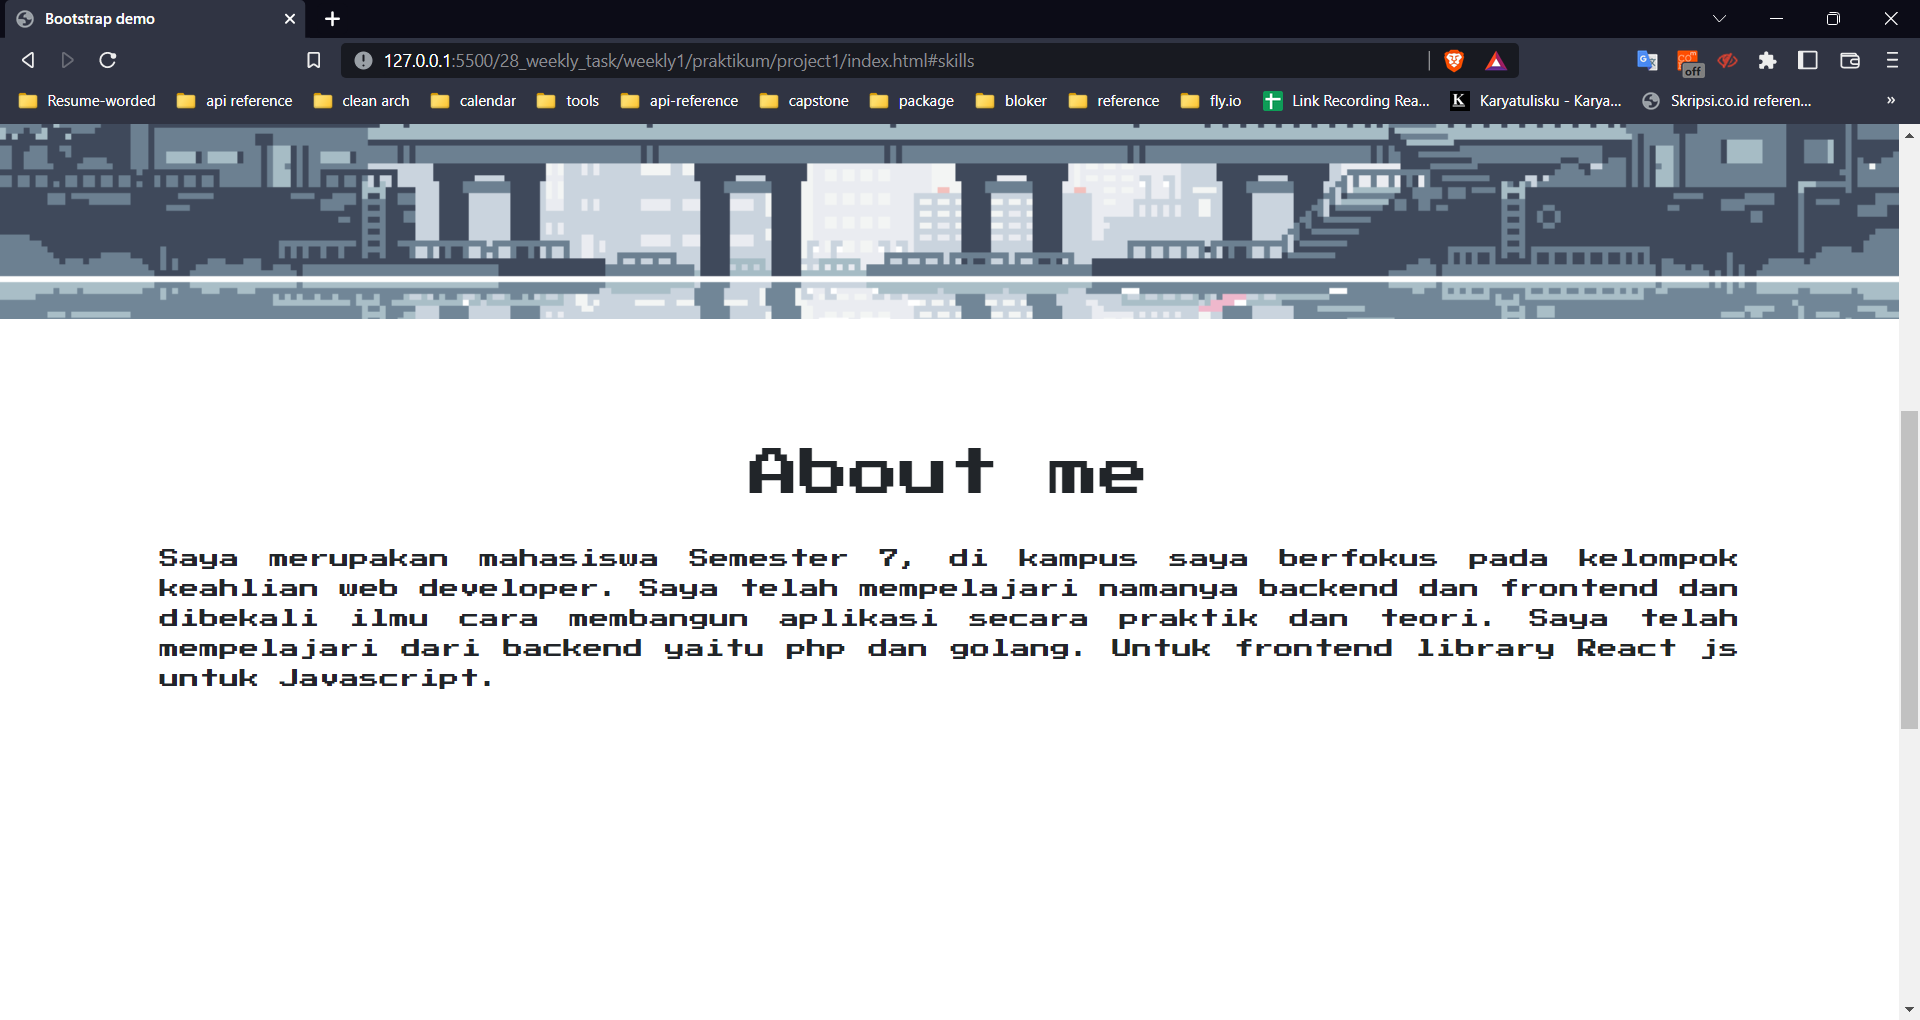 Bootstrap demo
127.0.0.1:5500/28_weekly_task/weekly1/praktikum/project1/index.html#skills
off
Resume-worded api reference clean arch calendar tools api-reference capstone package bloker reference fly.io Link Recording Rea... K Karyatulisku - Karya... Skripsi.co.id referen... »
About me
Saya merupakan mahasiswa Semester 7, di kampus saya berfokus pada kelompok
keahlian web developer. Saya telah mempelajari namanya backend dan frontend dan
dibekali ilmu cara membangun aplikasi secara praktik dan teori. Saya telah
mempelajari dari backend yaitu php dan golang. Untuk frontend library React js
untuk Javascript.